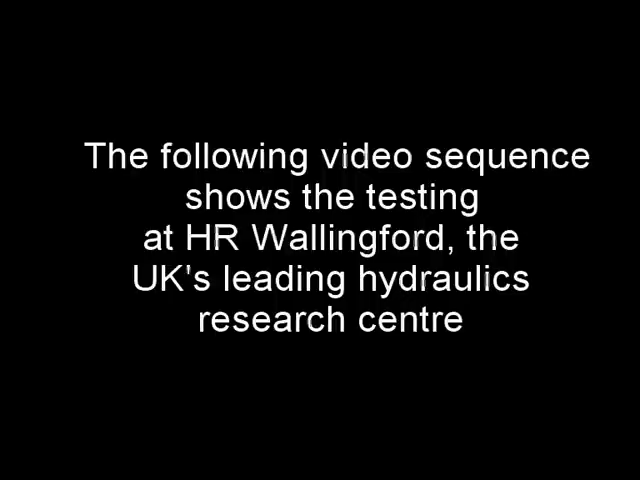 The following video sequence
shows the testing
at HR Wallingford, the
UK's leading hydraulics
research centre